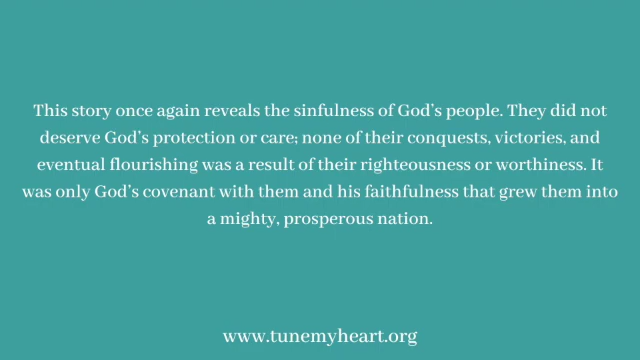 This story once again reveals the sinfulness of God's people. They did not
deserve God's protection or care; none of their conquests, victories, and
eventual flourishing was a result of their righteousness or worthiness. It
was only God's covenant with them and his faithfulness that grew them into
a mighty, prosperous nation.
www.tunemyheart.org